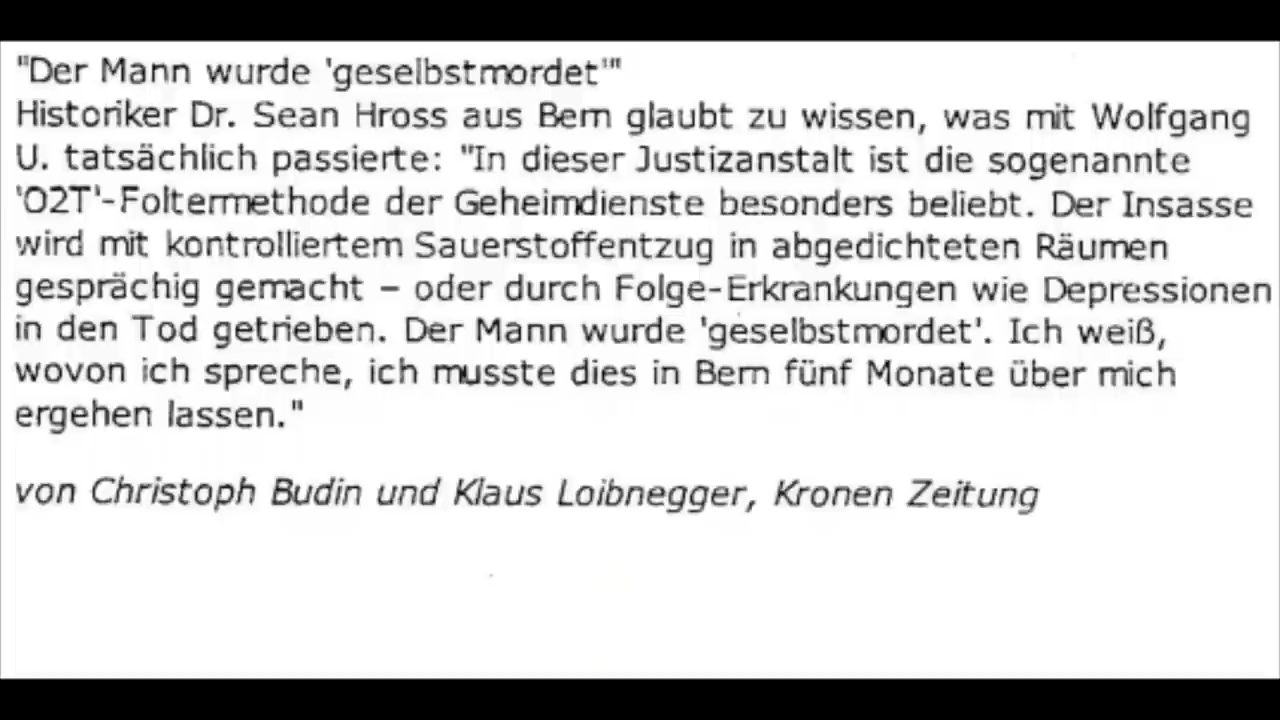 "Der Mann wurde 'geselbstmordet'"
Historiker Dr. Sean Hross aus Bern glaubt zu wissen, was mit Wolfgang
U. tatsächlich passierte: "In dieser Justizanstalt ist die sogenannte
'O2T'-Foltermethode der Geheimdienste besonders beliebt. Der Insasse
wird mit kontrolliertem Sauerstoffentzug in abgedichteten Räumen
gesprächig gemacht – oder durch Folge-Erkrankungen wie Depressionen
in den Tod getrieben. Der Mann wurde 'geselbstmordet'. Ich weiß,
wovon ich spreche, ich musste dies in Bern fünf Monate über mich
ergehen lassen."
von Christoph Budin und Klaus Loibnegger, Kronen Zeitung